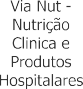 Via Nut -
Nutrição
Clinica e
Produtos
Hospitalares